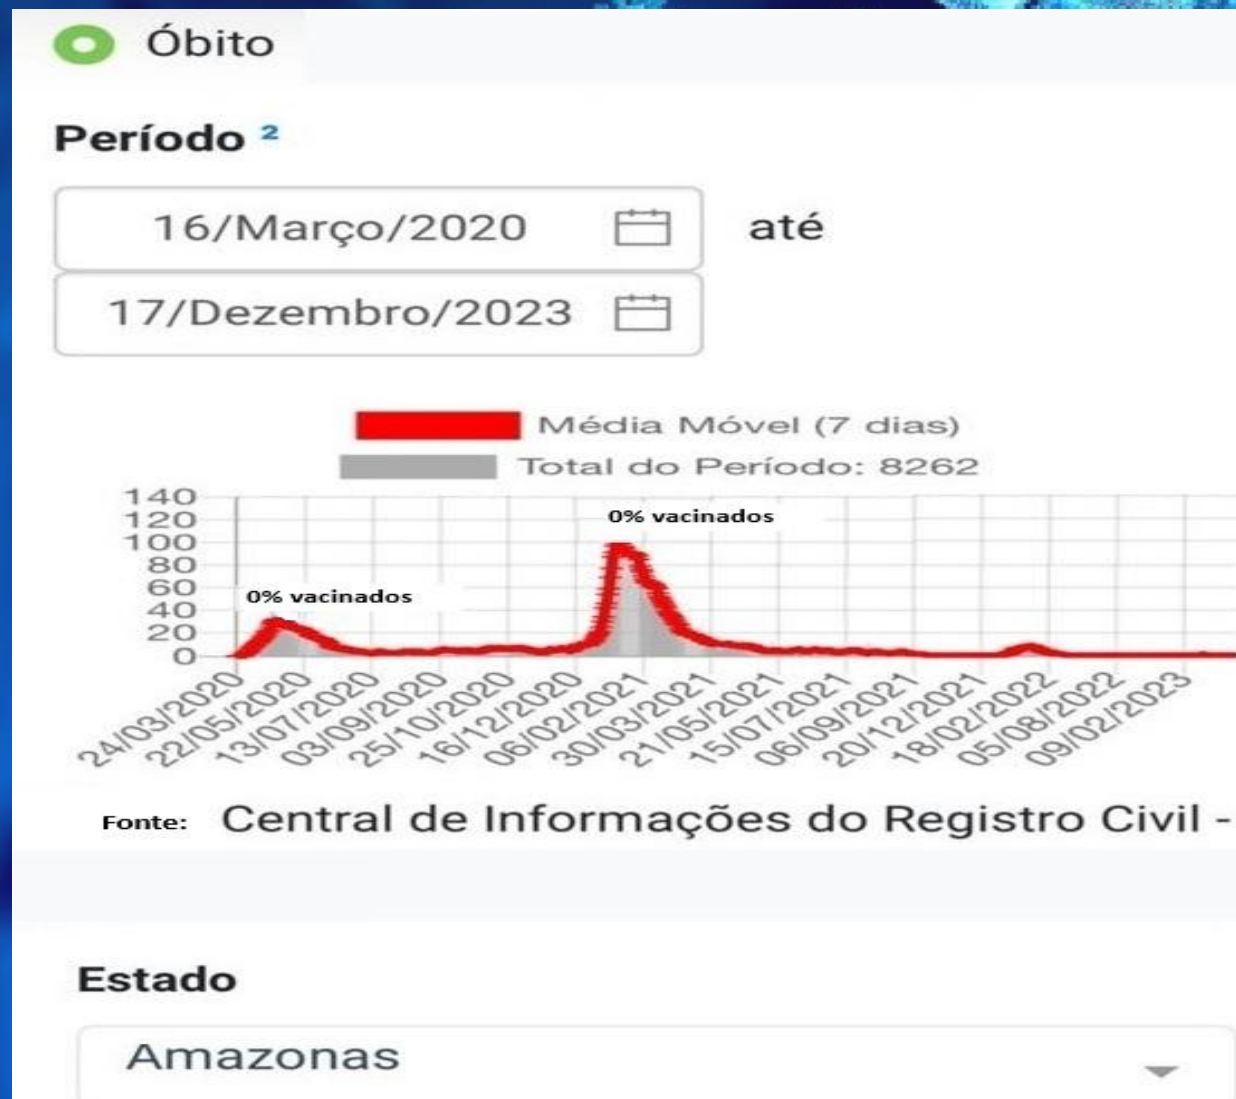 Óbito
Período ²
16/Março/2020
até
17/Dezembro/2023
Média Móvel (7 dias)
Total do Período: 8262
140
120
100
80
60
40
20
0
0% vacinados
0% vacinados
24/03/2020
22/05/2020
13/07/2020
03/09/2020
25/10/2020
16/12/2020
06/02/2021
30/03/2021
21/05/2021
15/07/2021
06/09/2021
20/12/2021
18/02/2022
05/08/2022
09/02/2023
Fonte: Central de Informações do Registro Civil -
Estado
Amazonas